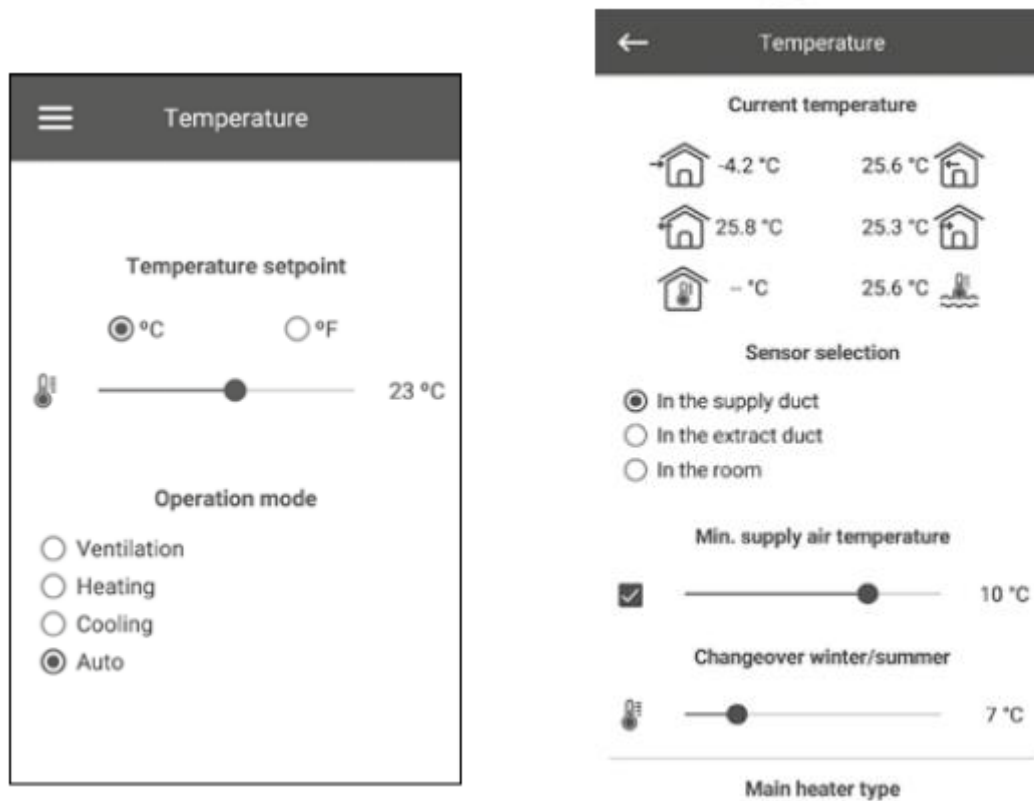 Temperature
Temperature setpoint
ºC ºF
23 ºC
Operation mode
Ventilation
Heating
Cooling
Auto
Temperature
Current temperature
-4.2 °C 25.6 °C
25.8 °C 25.3 °C
-- °C 25.6 °C
Sensor selection
In the supply duct
In the extract duct
In the room
Min. supply air temperature
10 °C
Changeover winter/summer
7 °C
Main heater type